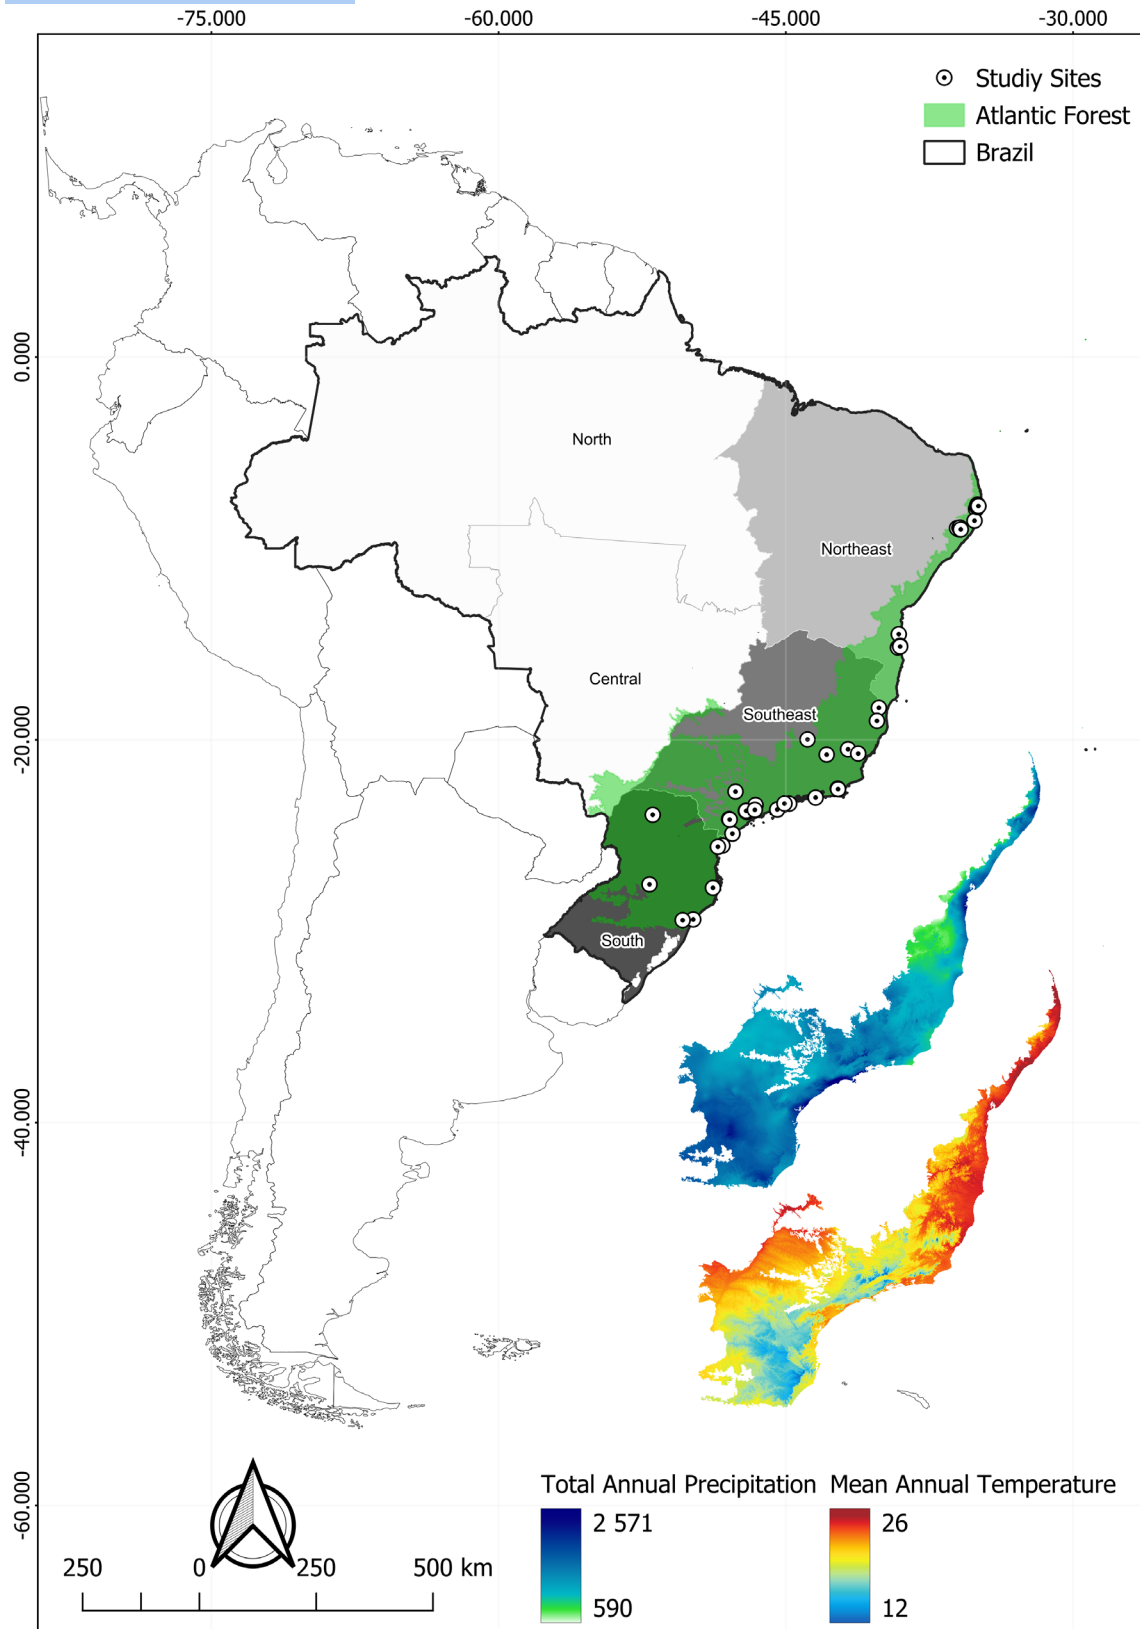 -75.000 -60.000 -45.000 -30.000
Studiy Sites
Atlantic Forest
Brazil
0.000
North
Northeast
Central
Southeast
-20.000
South
-40.000
-60.000
Total Annual Precipitation Mean Annual Temperature
2 571 26
590 12
250 0 250 500 km